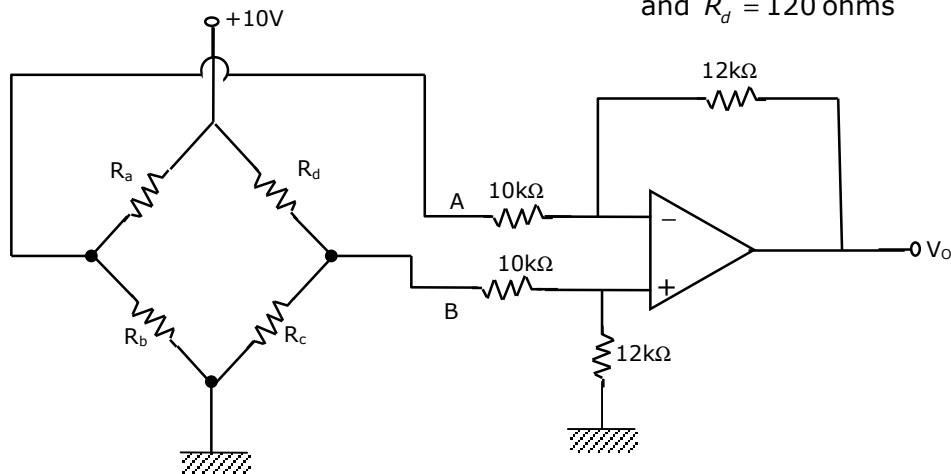 and R_d = 120 ohms
+10V
12kΩ
R_a
R_d
A
10kΩ
−
10kΩ
+
V_O
B
R_b
R_c
12kΩ